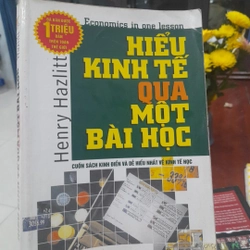 Economics in one lesson
1 TRIỆU
Henry Hazlitt
HIỂU
KINH TẾ
QUA
MỘT
BÀI HỌC
CUỐN SÁCH KINH ĐIỂN VÀ DỄ HIỂU NHẤT VỀ KINH TẾ HỌC